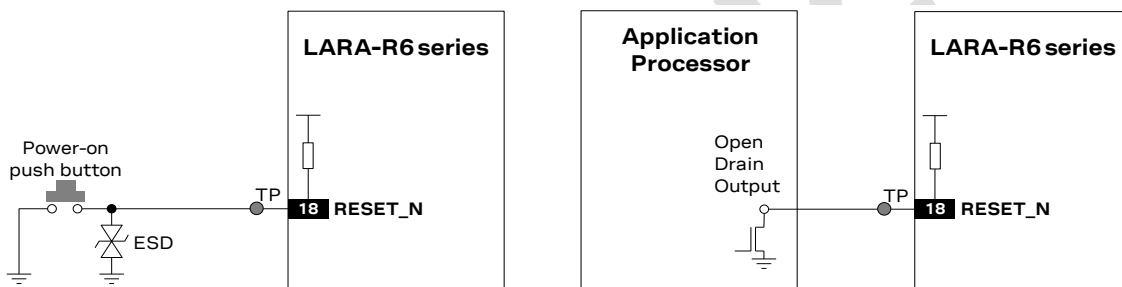 LARA-R6 series
Power-on
push button
TP
18 RESET_N
ESD
Application
Processor
Open
Drain
Output
LARA-R6 series
TP
18 RESET_N